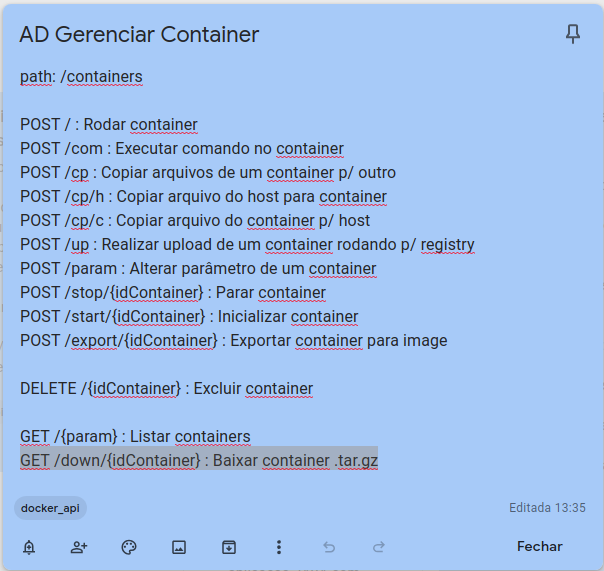 AD Gerenciar Container
path: /containers
POST / : Rodar container
POST /com : Executar comando no container
POST /cp : Copiar arquivos de um container p/ outro
POST /cp/h : Copiar arquivo do host para container
POST /cp/c : Copiar arquivo do container p/ host
POST /up : Realizar upload de um container rodando p/ registry
POST /param : Alterar parâmetro de um container
POST /stop/{idContainer} : Parar container
POST /start/{idContainer} : Inicializar container
POST /export/{idContainer} : Exportar container para image
DELETE /{idContainer} : Excluir container
GET /{param} : Listar containers
GET /down/{idContainer} : Baixar container .tar.gz
docker_api
Editada 13:35
Fechar